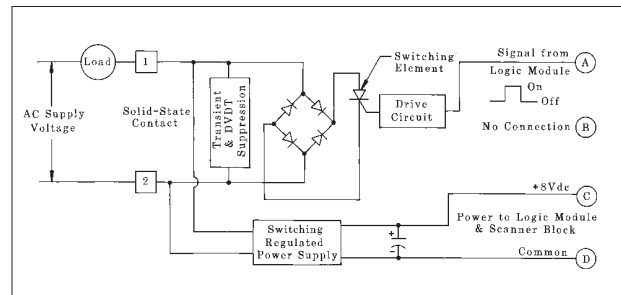 Load
1
Solid-State
Contact
AC Supply
Voltage
2
Transient
& DVDT
Suppression
Switching
Element
Drive
Circuit
Signal from
Logic Module
On
Off
A
No Connection
B
+8Vdc
C
Power to Logic Module
& Scanner Block
Common
D
Switching
Regulated
Power Supply
+
-